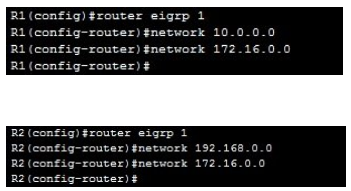 R1(config)#router eigrp 1
R1(config-router)#network 10.0.0.0
R1(config-router)#network 172.16.0.0
R1(config-router)#
R2(config)#router eigrp 1
R2(config-router)#network 192.168.0.0
R2(config-router)#network 172.16.0.0
R2(config-router)#